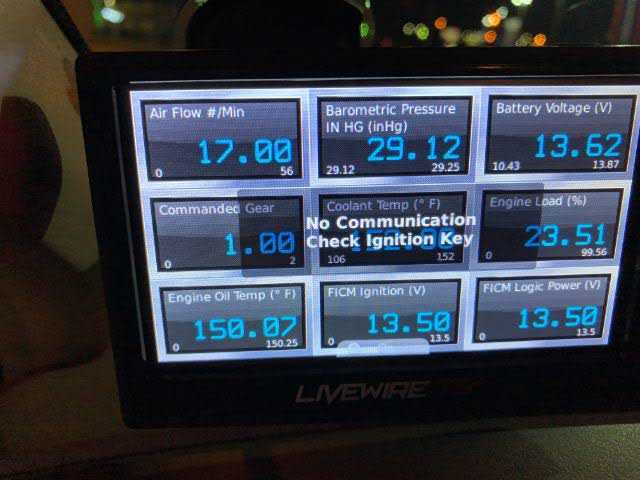 Air Flow #/Min
17.00
0 56
Barometric Pressure
IN HG (inHg)
29.12
29.12 29.25
Battery Voltage (V)
13.62
10.43 13.87
Commanded Gear
1.00
0 2
Coolant Temp (° F)
106 152
No Communication
Check Ignition Key
Engine Load (%)
23.51
0 99.56
Engine Oil Temp (° F)
150.07
0 150.25
FICM Ignition (V)
13.50
0 13.5
FICM Logic Power (V)
13.50
0 13.5
LIVEWIRE